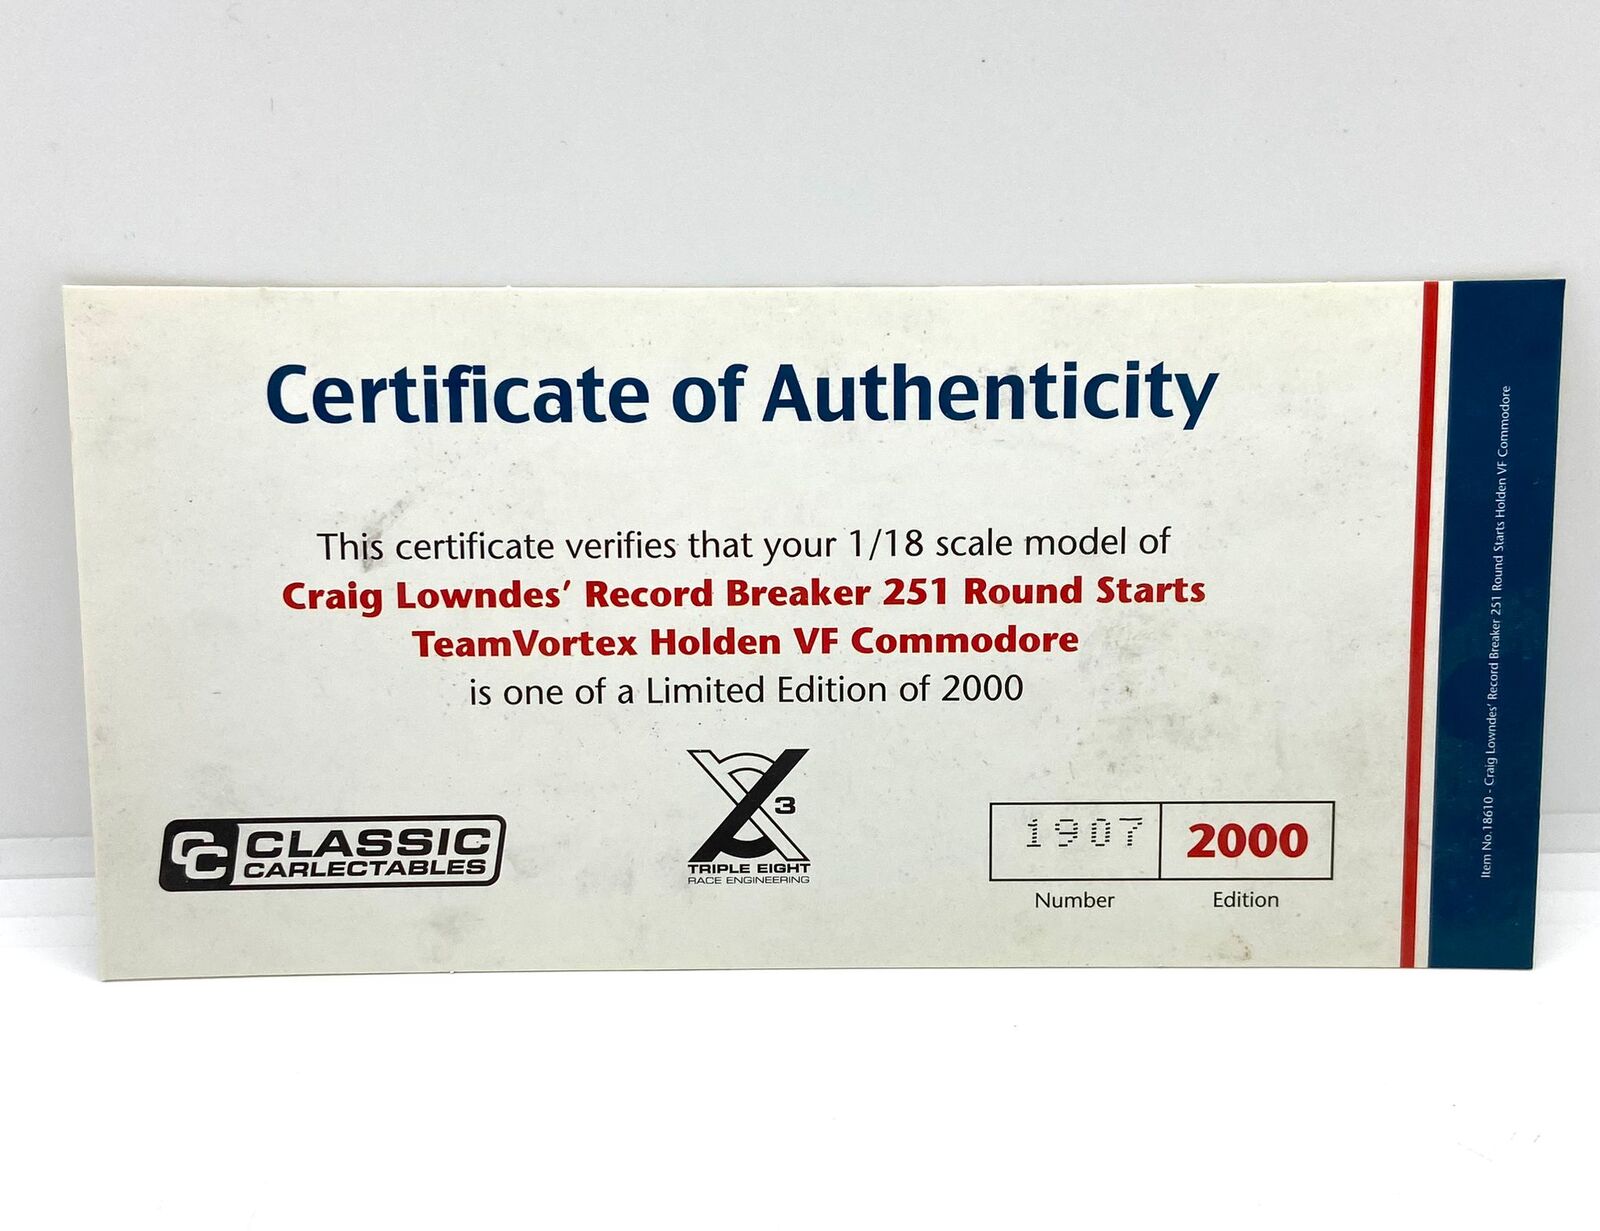 Certificate of Authenticity
This certificate verifies that your 1/18 scale model of
Craig Lowndes' Record Breaker 251 Round Starts
TeamVortex Holden VF Commodore
is one of a Limited Edition of 2000
CC CLASSIC
CARLECTABLES
3
TRIPLE EIGHT
RACE ENGINEERING
1907 2000
Number Edition
Item No.18610 - Craig Lowndes' Record Breaker 251 Round Starts Holden VF Commodore